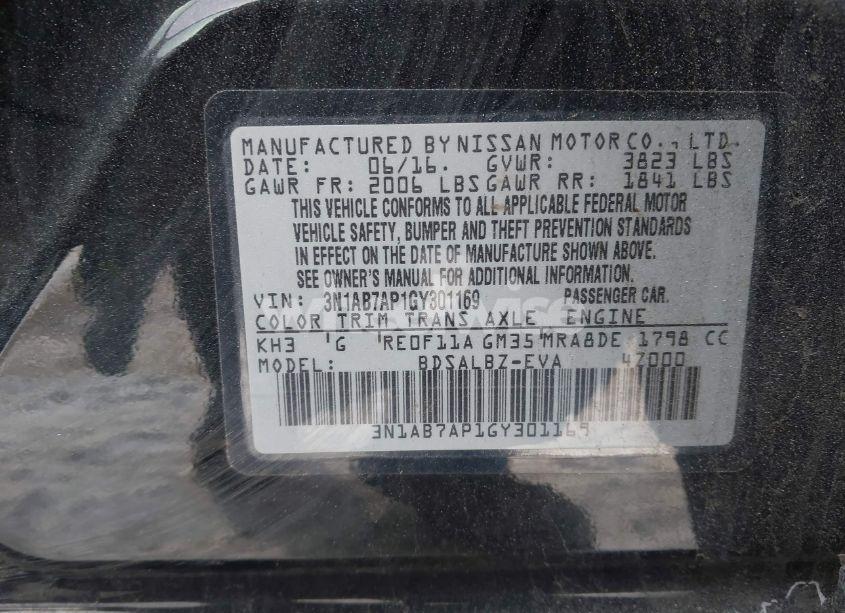 MANUFACTURED BY NISSAN MOTOR CO., LTD.
DATE: 06/16. GVWR: 3823 LBS
GAWR FR: 2006 LBS GAWR RR: 1841 LBS
THIS VEHICLE CONFORMS TO ALL APPLICABLE FEDERAL MOTOR
VEHICLE SAFETY, BUMPER AND THEFT PREVENTION STANDARDS
IN EFFECT ON THE DATE OF MANUFACTURE SHOWN ABOVE.
SEE OWNER'S MANUAL FOR ADDITIONAL INFORMATION.
VIN: 3N1AB7AP1GY301169 PASSENGER CAR.
COLOR TRIM TRANS AXLE ENGINE
KH3 'G 'RE0F11A GM35 'MRA8DE 1798 CC
MODEL: BDSALBZ-EVA 47000
3N1AB7AP1GY301169